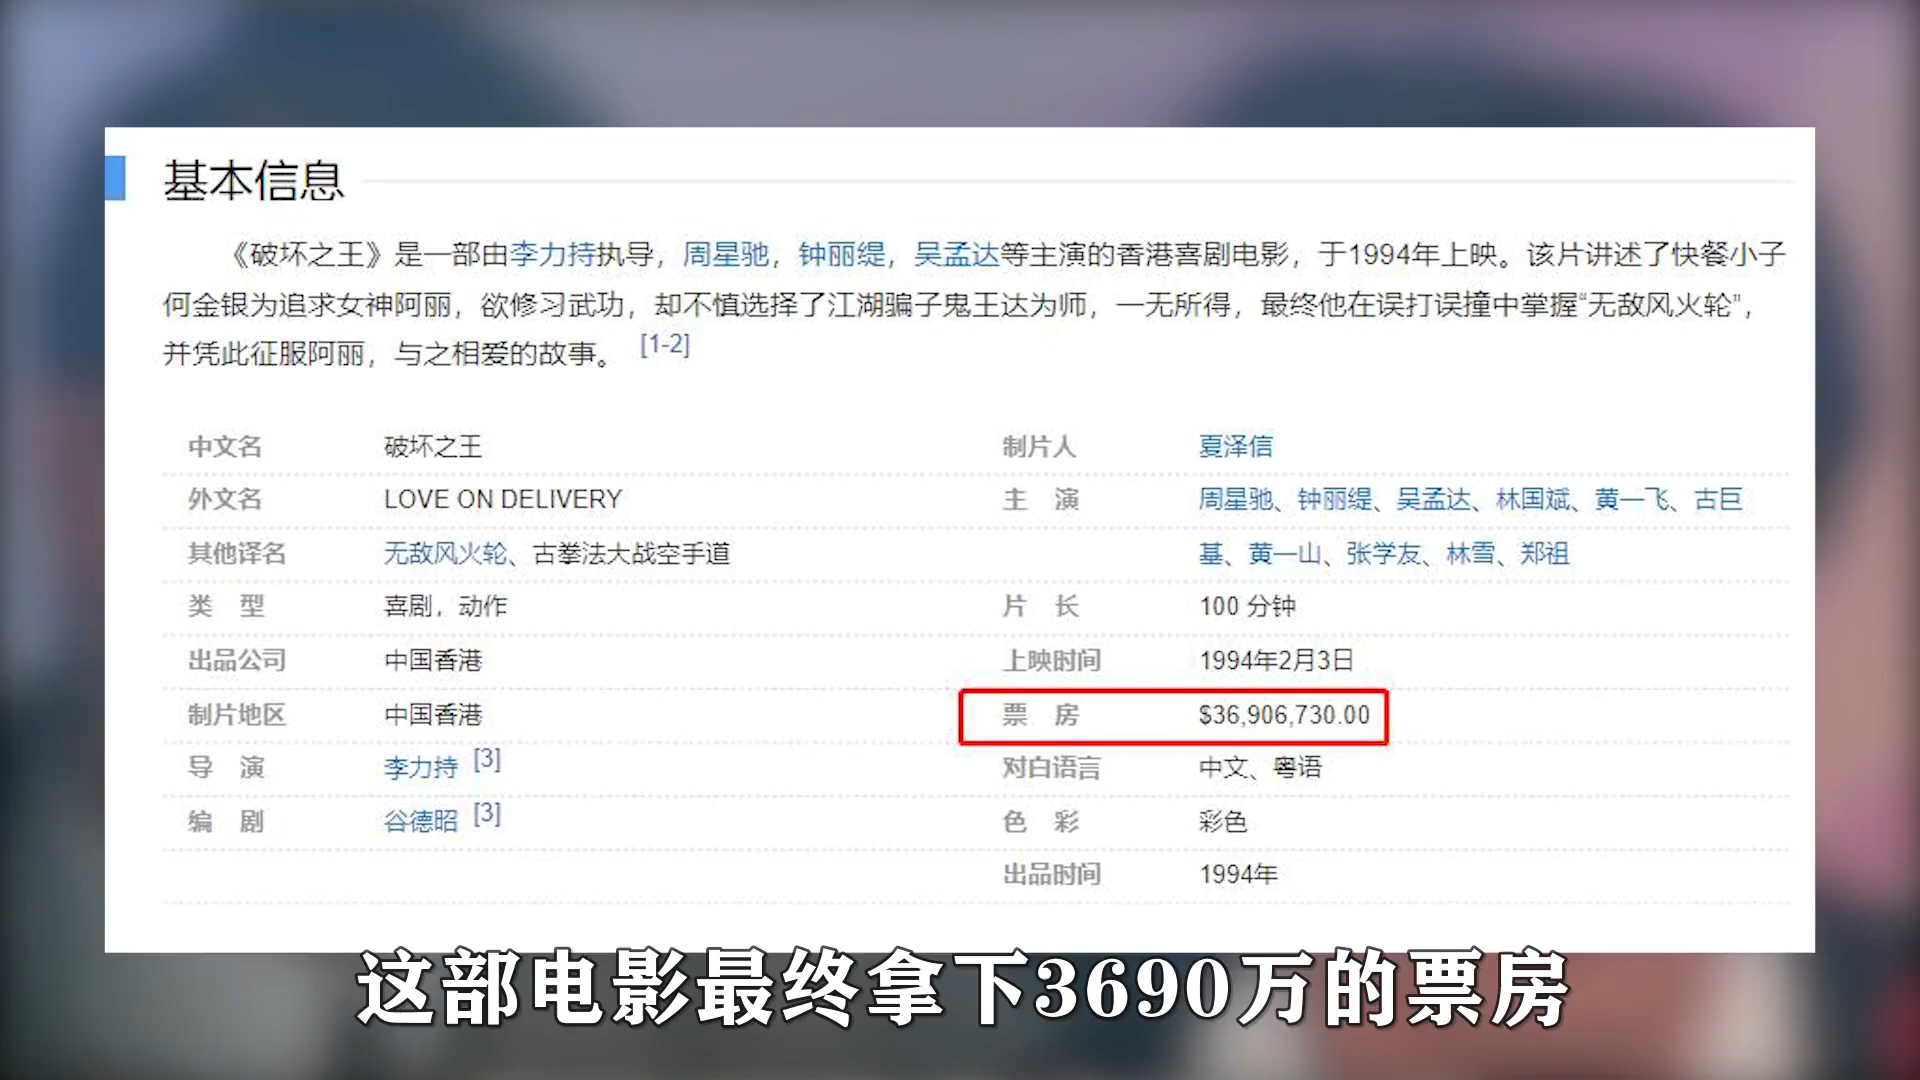 基本信息
《破坏之王》是一部由李力持执导，周星驰，钟丽缇，吴孟达等主演的香港喜剧电影，于1994年上映。该片讲述了快餐小子
何金银为追求女神阿丽，欲修习武功，却不慎选择了江湖骗子鬼王达为师，一无所得，最终他在误打误撞中掌握“无敌风火轮”，
并凭此征服阿丽，与之相爱的故事。 [1-2]
中文名 破坏之王
外文名 LOVE ON DELIVERY
其他译名 无敌风火轮、古拳法大战空手道
类 型 喜剧，动作
出品公司 中国香港
制片地区 中国香港
导 演 李力持 [3]
编 剧 谷德昭 [3]
制片人 夏泽信
主 演 周星驰、钟丽缇、吴孟达、林国斌、黄一飞、古巨
基、黄一山、张学友、林雪、郑祖
片 长 100 分钟
上映时间 1994年2月3日
票 房 $36,906,730.00
对白语言 中文、粤语
色 彩 彩色
出品时间 1994年
这部电影最终拿下3690万的票房